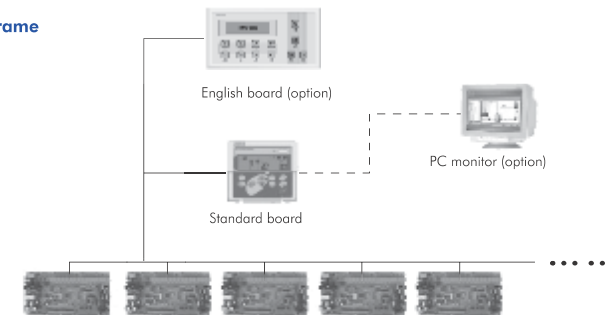 rame
English board (option)
PC monitor (option)
Standard board